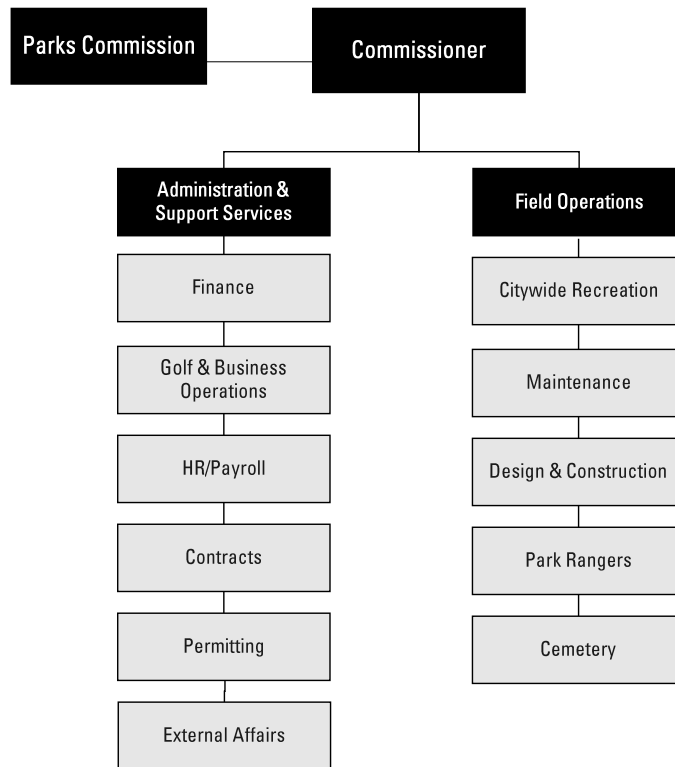 Parks Commission
Commissioner
Administration &
Support Services
Finance
Golf & Business
Operations
HR/Payroll
Contracts
Permitting
External Affairs
Field Operations
Citywide Recreation
Maintenance
Design & Construction
Park Rangers
Cemetery